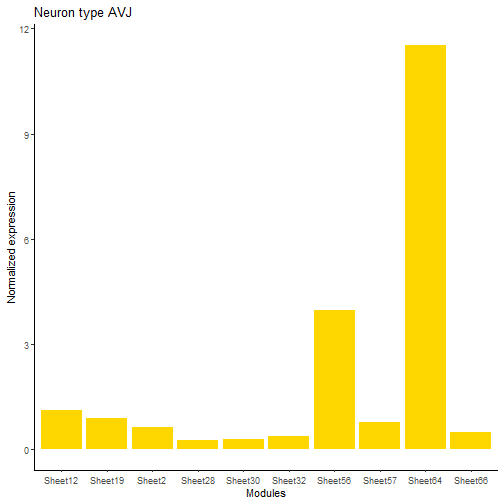 Neuron type AVJ
Normalized expression
12
9
6
3
0
Sheet12 Sheet19 Sheet2 Sheet28 Sheet30 Sheet32 Sheet56 Sheet57 Sheet64 Sheet66
Modules